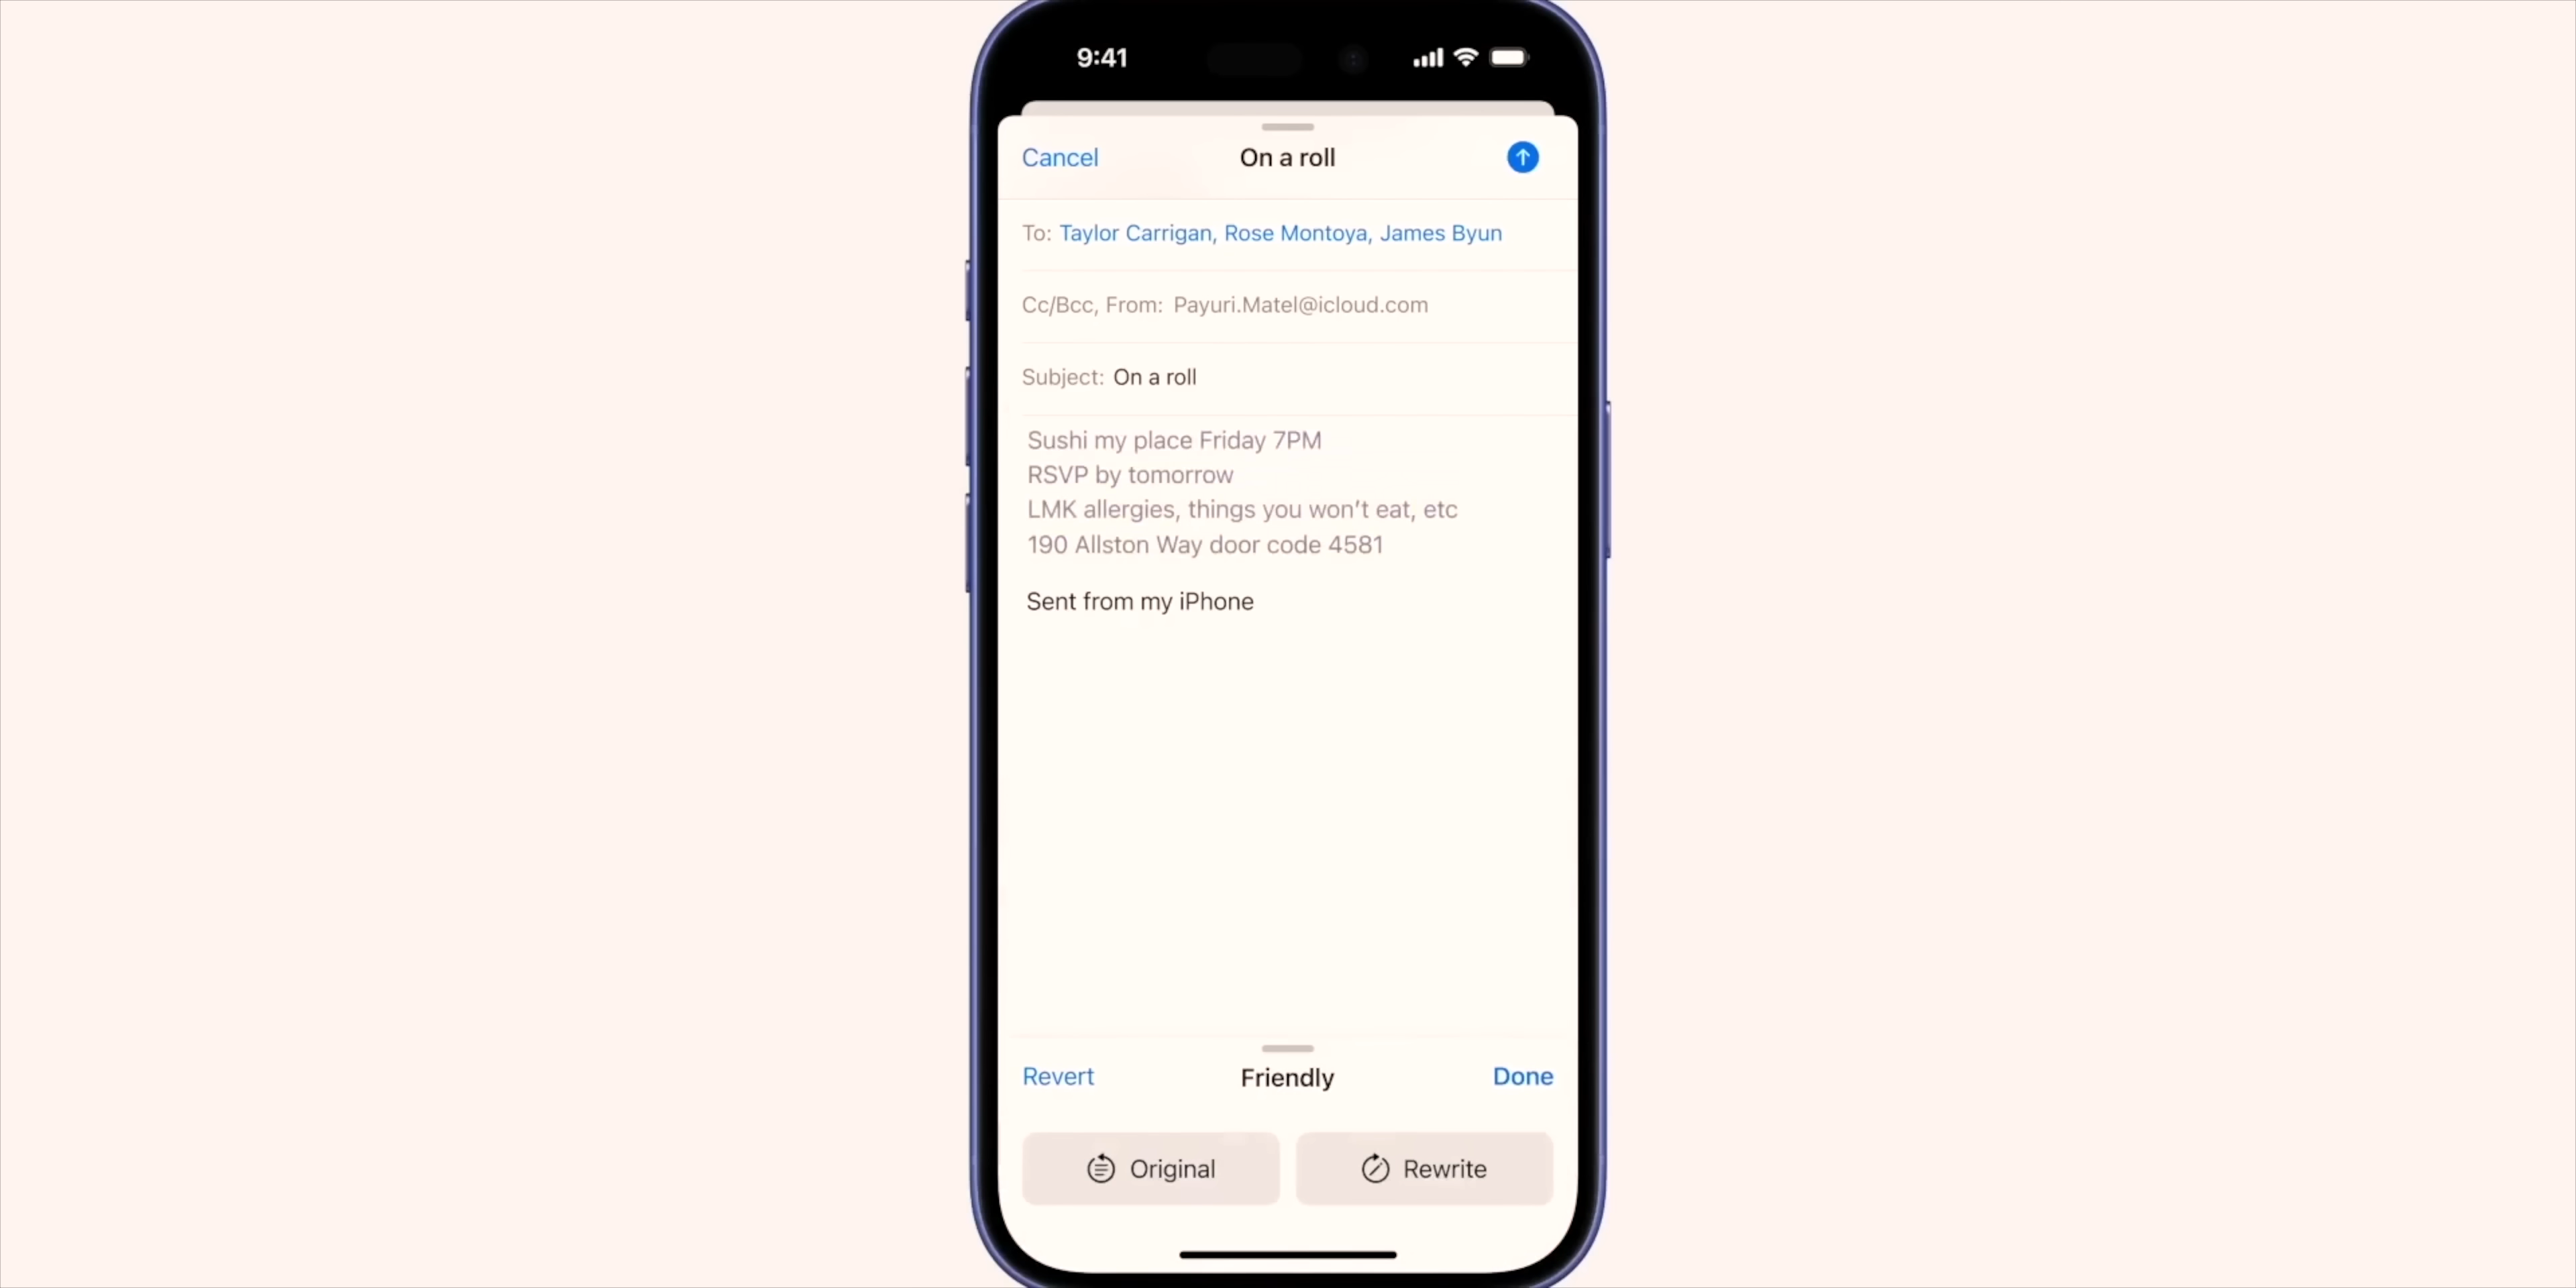 9:41
Cancel
On a roll
To: Taylor Carrigan, Rose Montoya, James Byun
Cc/Bcc, From: Payuri.Matel@icloud.com
Subject: On a roll
Sushi my place Friday 7PM
RSVP by tomorrow
LMK allergies, things you won’t eat, etc
190 Allston Way door code 4581
Sent from my iPhone
Revert
Friendly
Done
Original
Rewrite